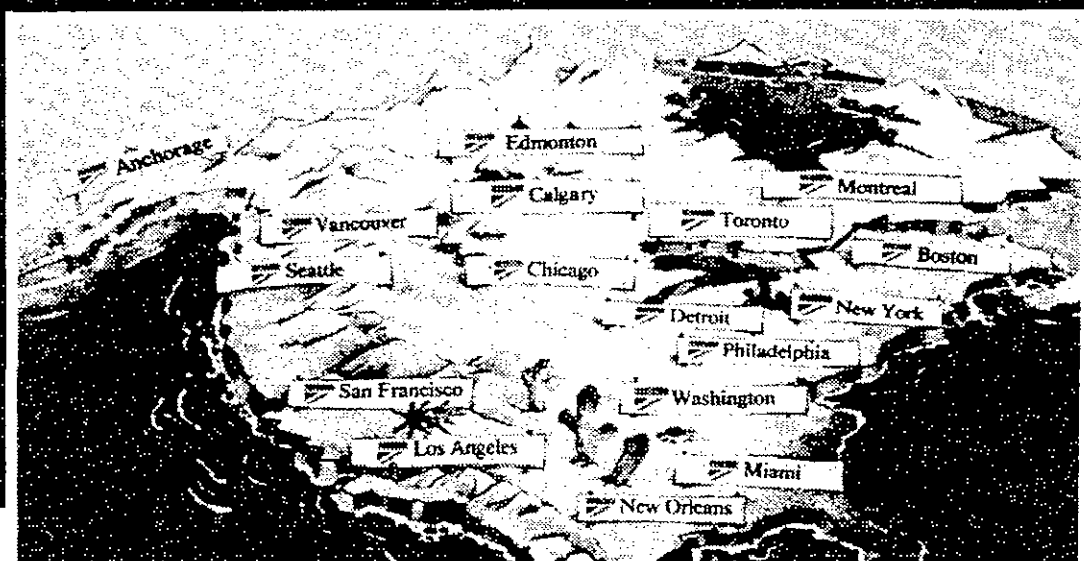 Anchorage
Edmonton
Calgary
Montreal
Vancouver
Toronto
Seattle
Chicago
Boston
Detroit
New York
Philadelphia
San Francisco
Washington
Los Angeles
Miami
New Orleans